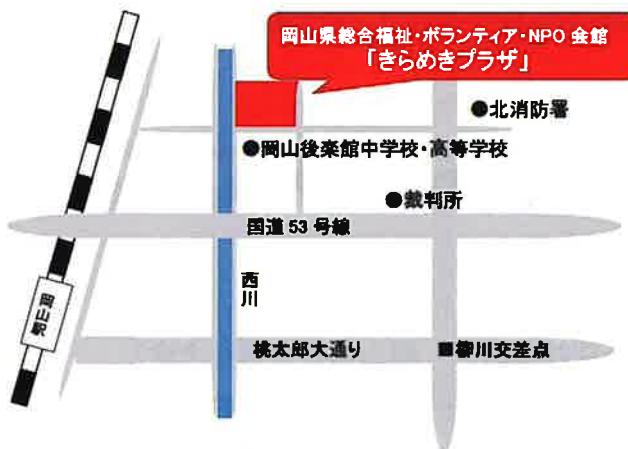 岡山県総合福祉・ボランティア・NPO 会館
「きらめきプラザ」
●北消防署
●岡山後楽館中学校・高等学校
●裁判所
国道 53 号線
西川
岡山駅
桃太郎大通り
■柳川交差点